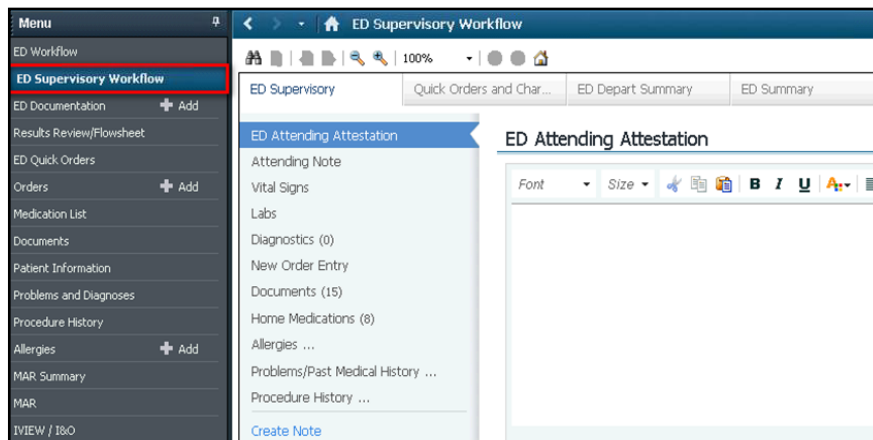 Menu
ED Workflow
ED Supervisory Workflow
ED Documentation + Add
Results Review/Flowsheet
ED Quick Orders
Orders + Add
Medication List
Documents
Patient Information
Problems and Diagnoses
Procedure History
Allergies + Add
MAR Summary
MAR
IVIEW / I&O
ED Supervisory Workflow
100%
ED Supervisory
Quick Orders and Char...
ED Depart Summary
ED Summary
ED Attending Attestation
Attending Note
Vital Signs
Labs
Diagnostics (0)
New Order Entry
Documents (15)
Home Medications (8)
Allergies ...
Problems/Past Medical History ...
Procedure History ...
Create Note
ED Attending Attestation
Font Size B I U A